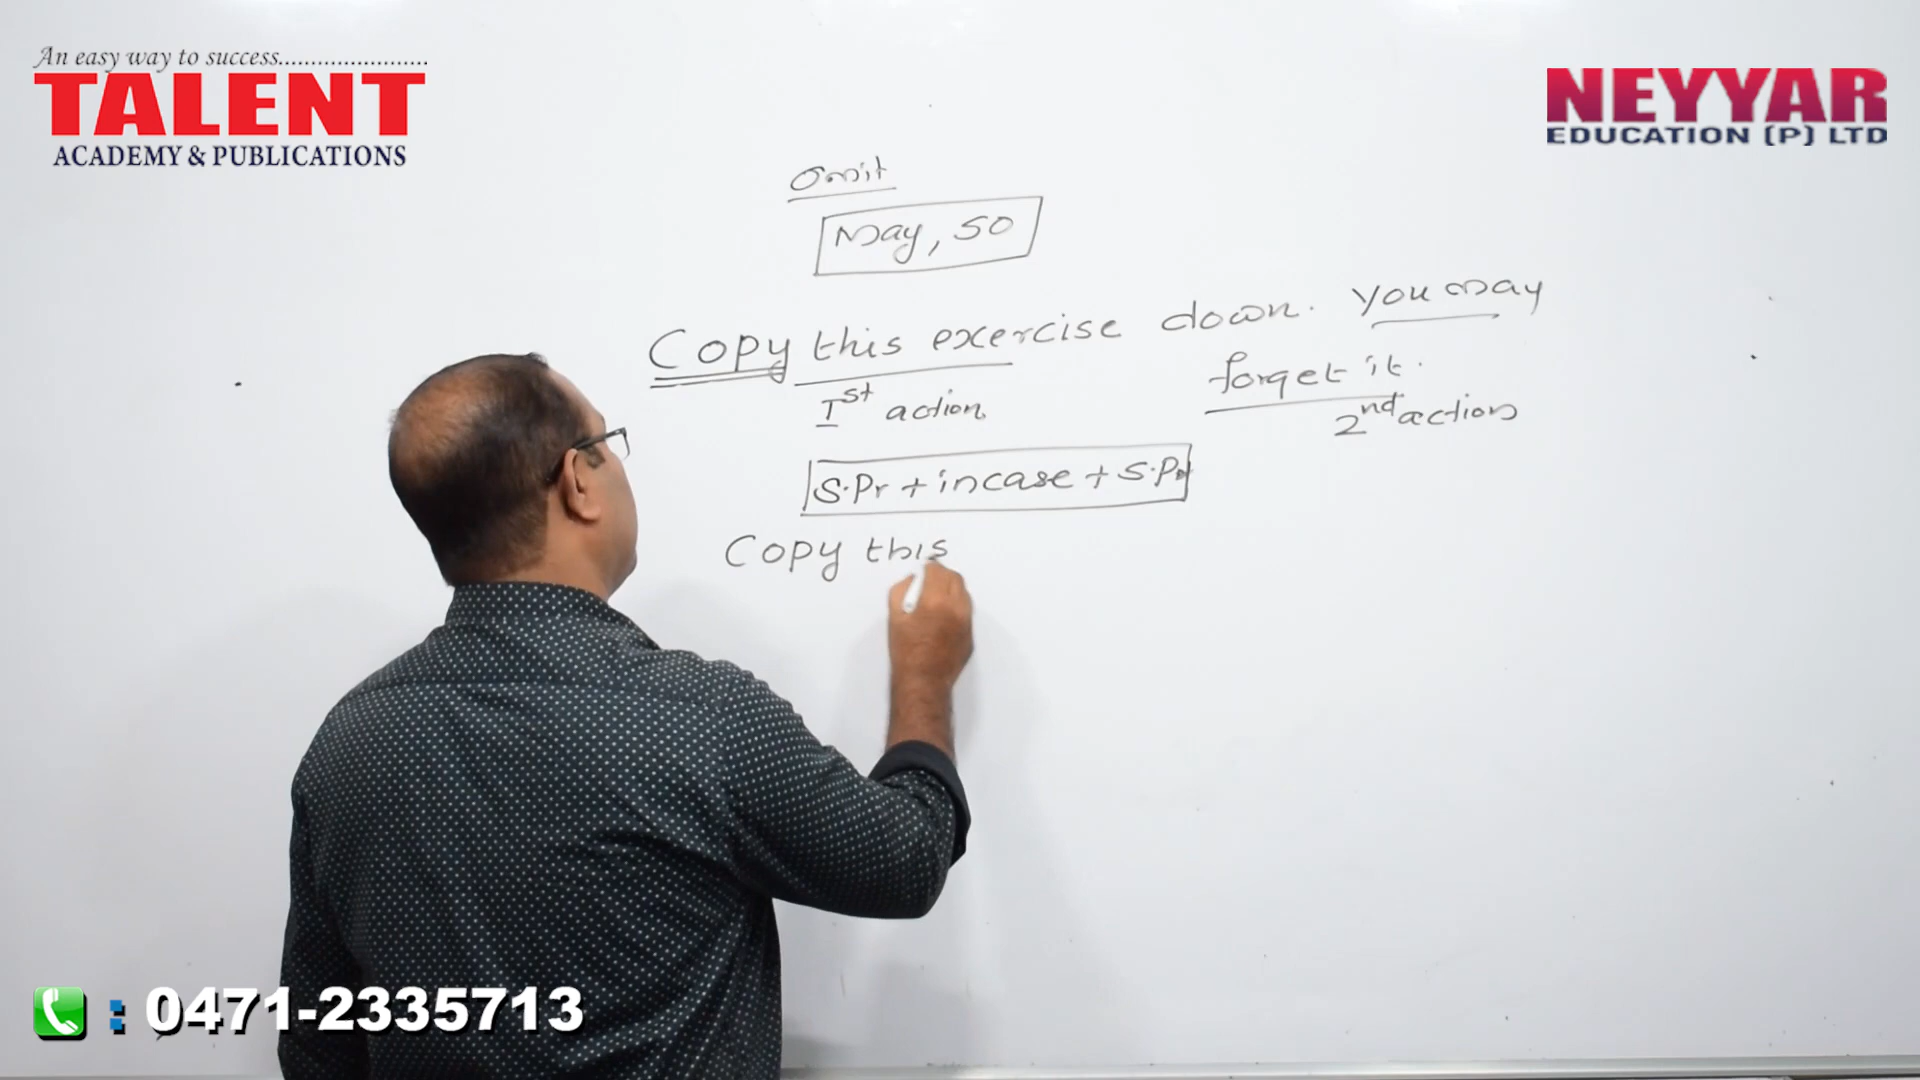 An easy way to success.......................
TALENT
ACADEMY & PUBLICATIONS
NEYYAR
EDUCATION (P) LTD
Omit
May, so
Copy this exercise down. You may
forget it.
Ist action
2nd action
S.Pr + incase + S.Pr
Copy this
: 0471-2335713